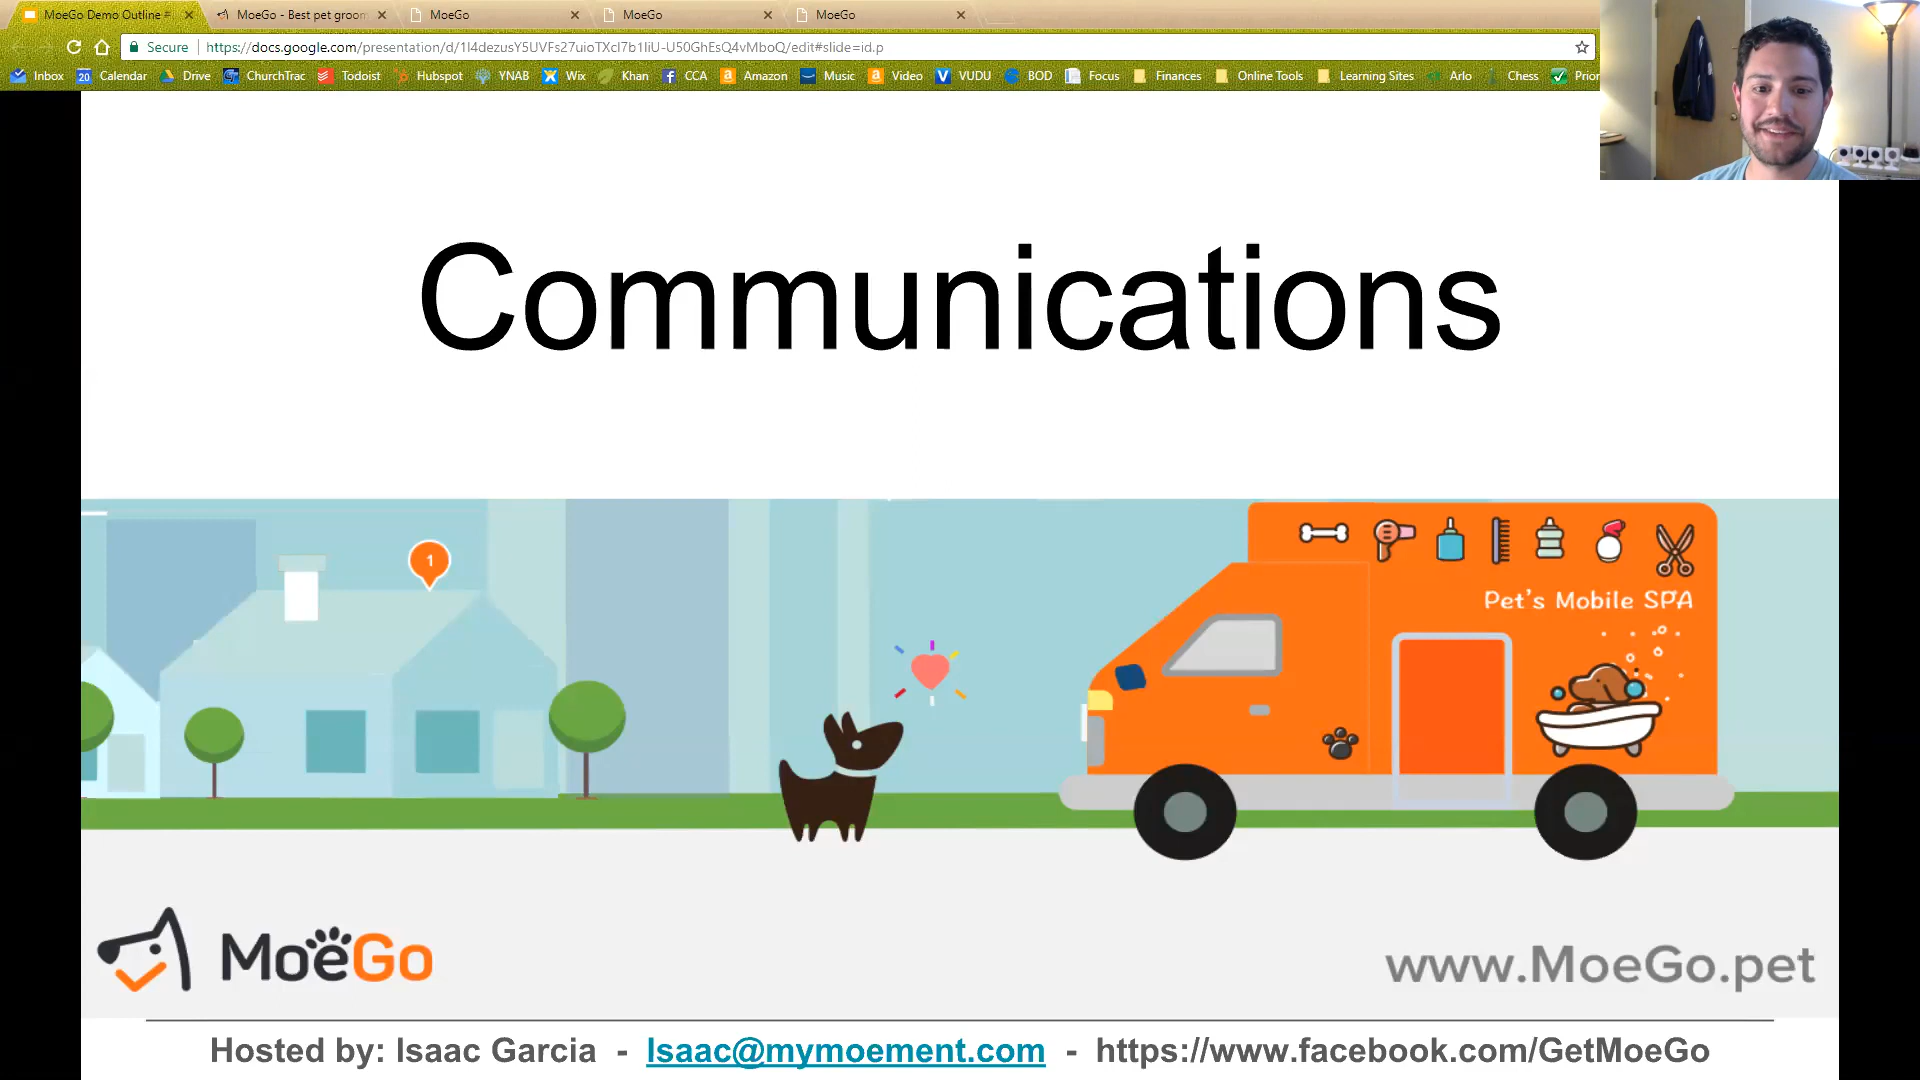 MoeGo Demo Outline
MoeGo - Best pet groom
MoeGo
MoeGo
MoeGo
Secure
https://docs.google.com/presentation/d/1I4dezusY5UVFs27uioTXcI7b1IiU-U50GhEsQ4vMboQ/edit#slide=id.p
Inbox
20
Calendar
Drive
ChurchTrac
Todoist
Hubspot
YNAB
Wix
Khan
CCA
Amazon
Music
Video
VUDU
BOD
Focus
Finances
Online Tools
Learning Sites
Arlo
Chess
Communications
1
Pet's Mobile SPA
MoeGo
www.MoeGo.pet
Hosted by: Isaac Garcia - Isaac@mymoement.com - https://www.facebook.com/GetMoeGo